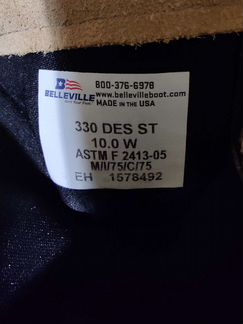 800-376-6978
BELLEVILLE www.bellevilleboot.com
MADE IN THE USA
330 DES ST
10.0 W
ASTM F 2413-05
M/I/75/C/75
EH 1578492